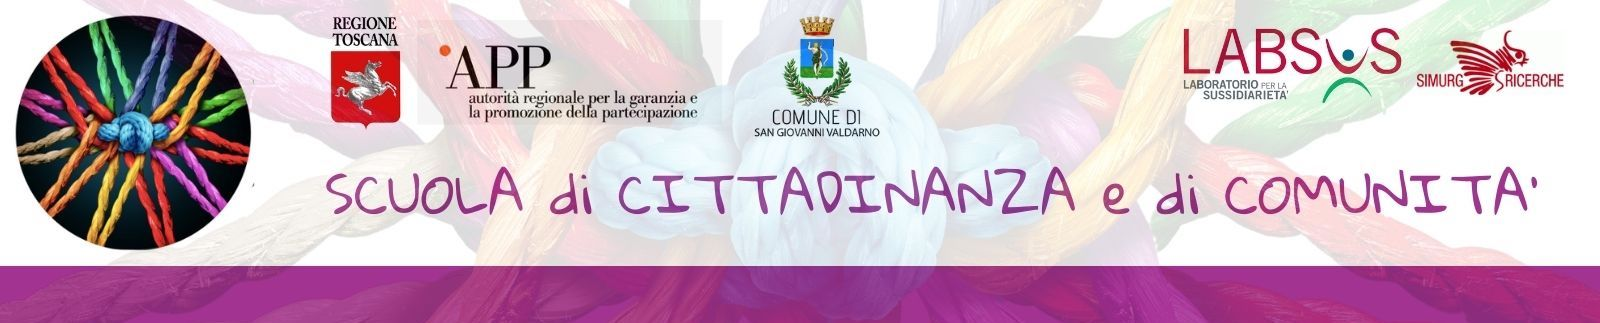 REGIONE
TOSCANA
APP
autorità regionale per la garanzia e
la promozione della partecipazione
COMUNE DI
SAN GIOVANNI VALDARNO
LABSUS
LABORATORIO PER LA
SUSSIDIARIETA'
SIMURG RICERCHE
SCUOLA di CITTADINANZA e di COMUNITA'